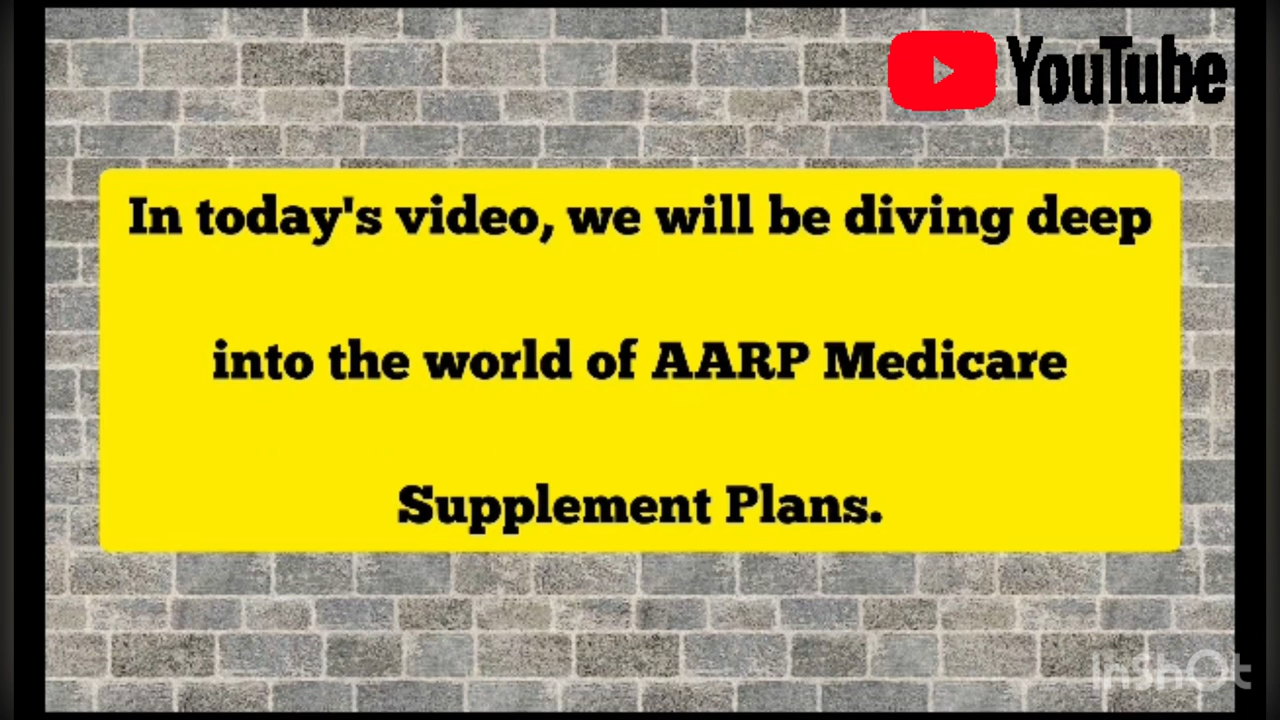 YouTube
In today's video, we will be diving deep
into the world of AARP Medicare
Supplement Plans.
InShOt